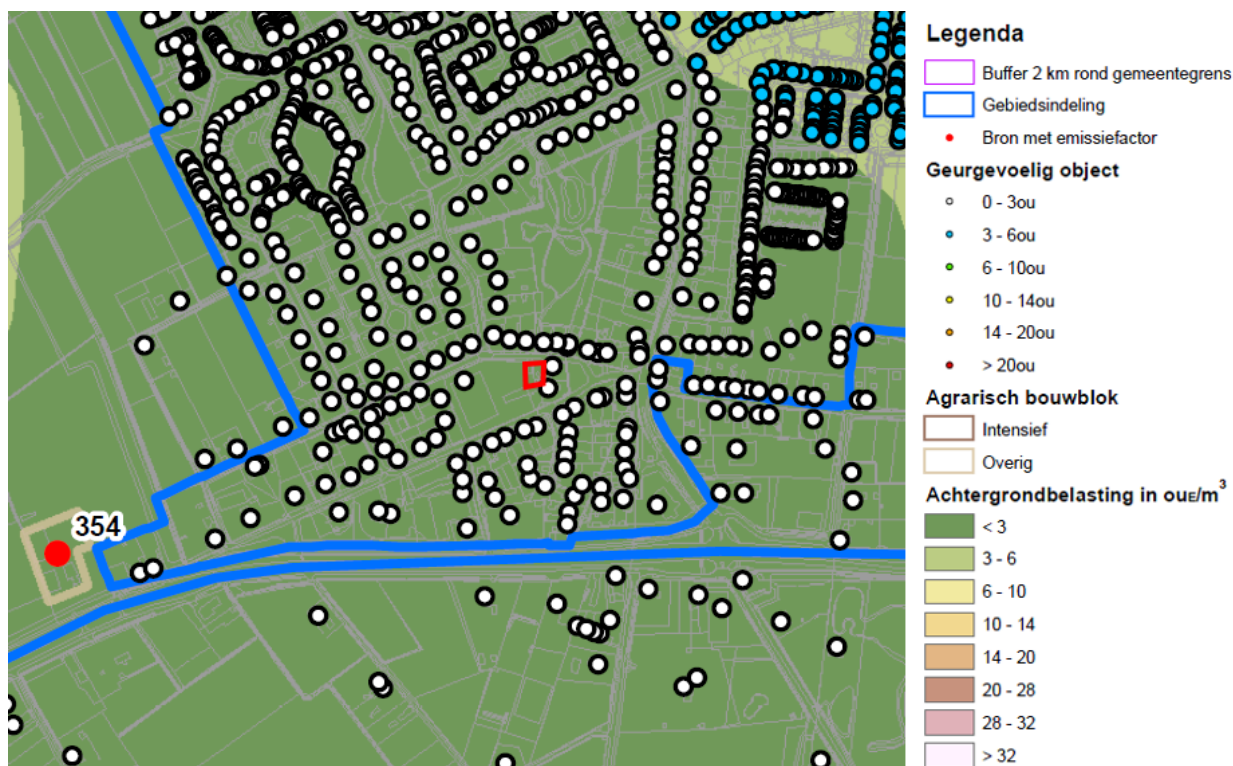 354
Legenda
Buffer 2 km rond gemeentegrens
Gebiedsindeling
Bron met emissiefactor
Geurgevoelig object
0 - 3ou
3 - 6ou
6 - 10ou
10 - 14ou
14 - 20ou
> 20ou
Agrarisch bouwblok
Intensief
Overig
Achtergrondbelasting in ouE/m³
< 3
3 - 6
6 - 10
10 - 14
14 - 20
20 - 28
28 - 32
> 32